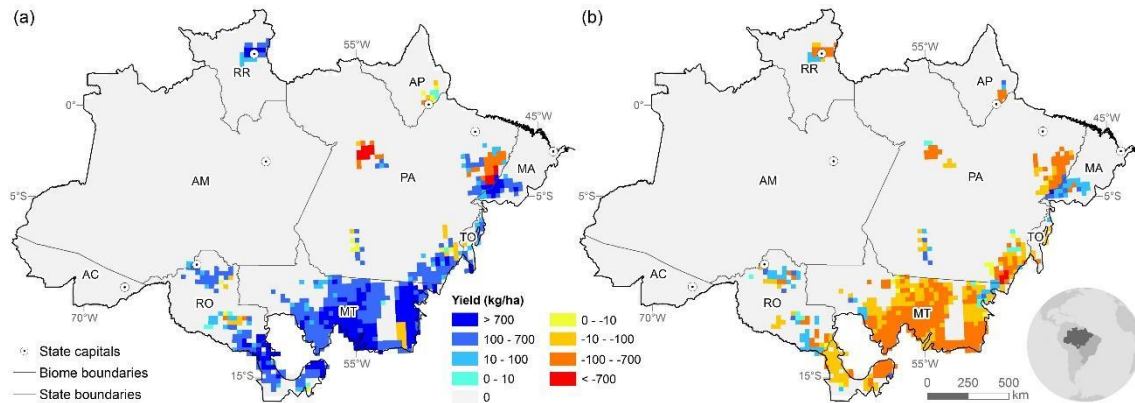 (a)
55°W
RR
AP
0°
45°W
AM
PA
MA
5°S
5°S
TO
AC
RO
MT
70°W
55°W
15°S
State capitals
Biome boundaries
State boundaries
Yield (kg/ha)
> 700
100 - 700
10 - 100
0 - 10
0
0 - -10
-10 - -100
-100 - -700
< -700
(b)
55°W
RR
AP
0°
45°W
AM
PA
MA
5°S
5°S
TO
AC
RO
MT
70°W
55°W
15°S
0 250 500
km